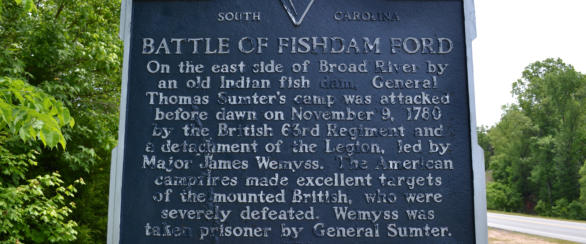 SOUTH CAROLINA
BATTLE OF FISHDAM FORD
On the east side of Broad River by
an old Indian fish dam, General
Thomas Sumter's camp was attacked
before dawn on November 9, 1780
by the British 63rd Regiment and
a detachment of the Legion, led by
Major James Wemyss. The American
campfires made excellent targets
of the mounted British, who were
severely defeated. Wemyss was
taken prisoner by General Sumter.